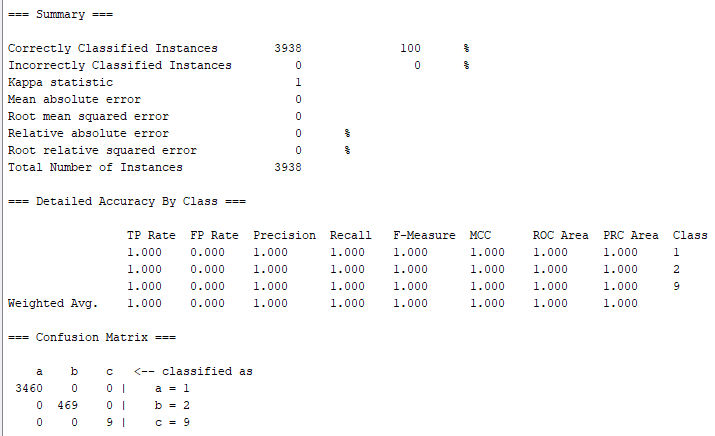 === Summary ===
Correctly Classified Instances 3938 100 %
Incorrectly Classified Instances 0 0 %
Kappa statistic 1
Mean absolute error 0
Root mean squared error 0
Relative absolute error 0 %
Root relative squared error 0 %
Total Number of Instances 3938
=== Detailed Accuracy By Class ===
TP Rate FP Rate Precision Recall F-Measure MCC ROC Area PRC Area Class
1.000 0.000 1.000 1.000 1.000 1.000 1.000 1.000 1
1.000 0.000 1.000 1.000 1.000 1.000 1.000 1.000 2
1.000 0.000 1.000 1.000 1.000 1.000 1.000 1.000 9
Weighted Avg. 1.000 0.000 1.000 1.000 1.000 1.000 1.000 1.000
=== Confusion Matrix ===
a b c <-- classified as
3460 0 0 | a = 1
0 469 0 | b = 2
0 0 9 | c = 9